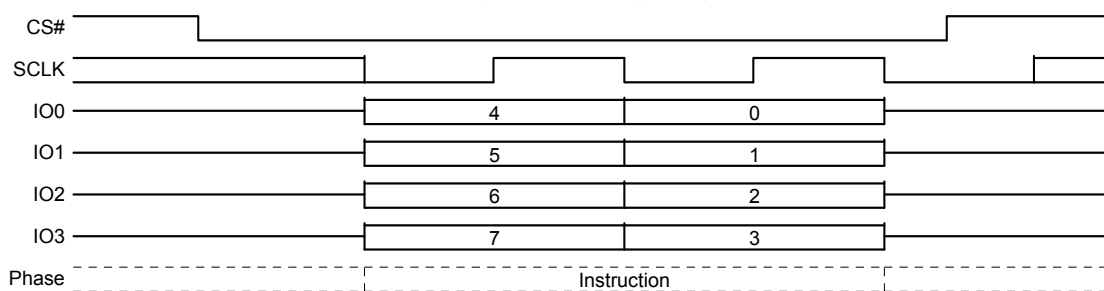 CS#
SCLK
IO0 4 0
IO1 5 1
IO2 6 2
IO3 7 3
Phase Instruction